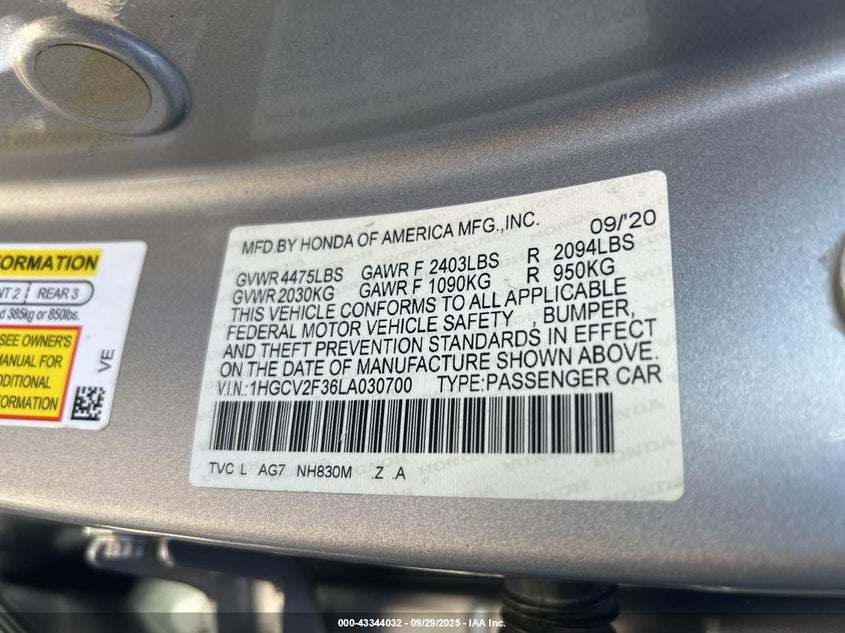 MFD.BY HONDA OF AMERICA MFG.,INC. 09/'20
GVWR 4475LBS GAWR F 2403LBS R 2094LBS
GVWR 2030KG GAWR F 1090KG R 950KG
THIS VEHICLE CONFORMS TO ALL APPLICABLE
FEDERAL MOTOR VEHICLE SAFETY , BUMPER,
AND THEFT PREVENTION STANDARDS IN EFFECT
ON THE DATE OF MANUFACTURE SHOWN ABOVE.
V.I.N.:1HGCV2F36LA030700 TYPE:PASSENGER CAR
TVC L AG7 NH830M .Z .A
ORMATION
NT 2 REAR 3
d 385kg or 850lbs.
SEE OWNER'S
MANUAL FOR
DDITIONAL
ORMATION
VE
000-43344032 - 09/29/2025 - IAA Inc.